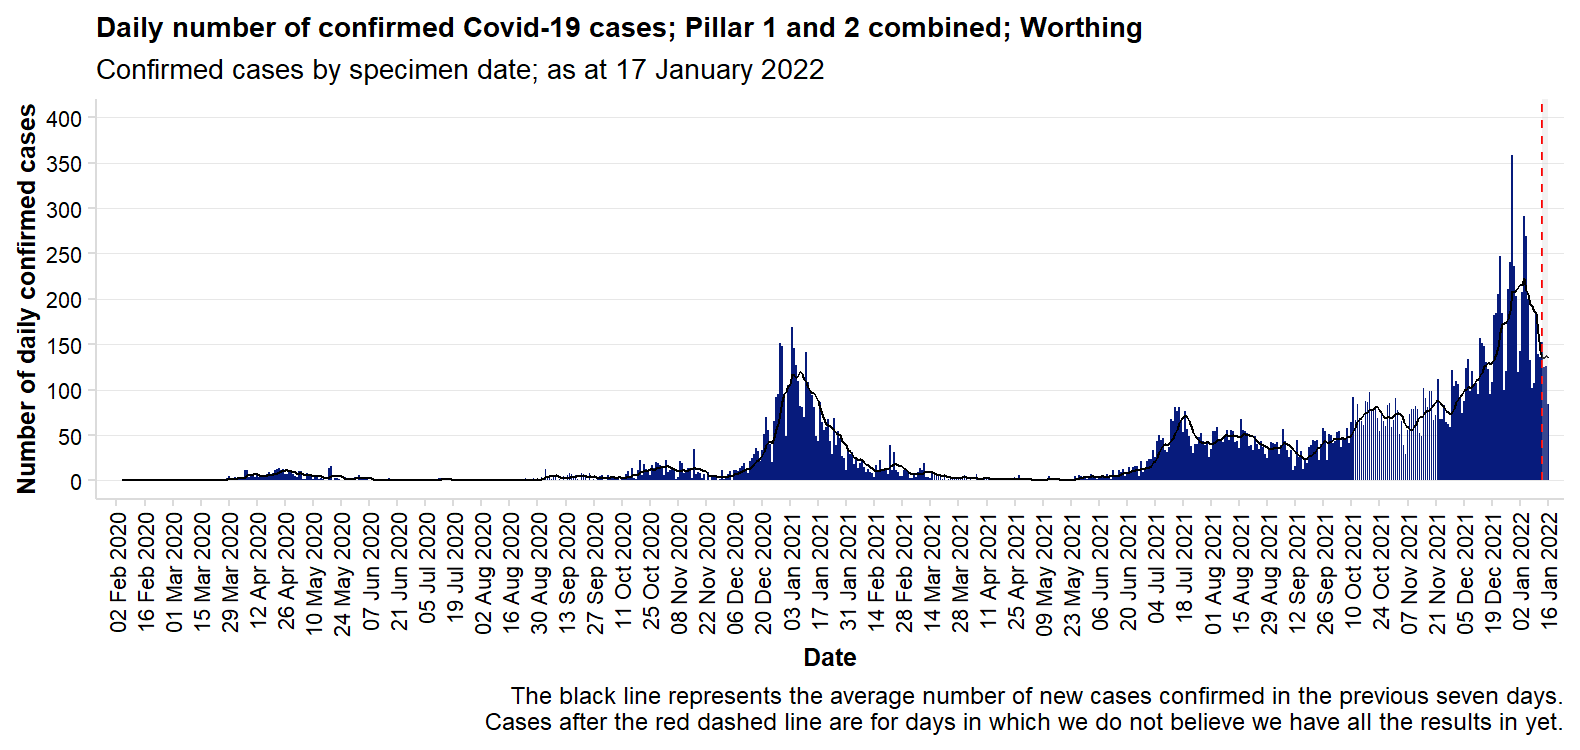 Daily number of confirmed Covid-19 cases; Pillar 1 and 2 combined; Worthing
Confirmed cases by specimen date; as at 17 January 2022
Number of daily confirmed cases
400
350
300
250
200
150
100
50
0
02 Feb 2020
16 Feb 2020
01 Mar 2020
15 Mar 2020
29 Mar 2020
12 Apr 2020
26 Apr 2020
10 May 2020
24 May 2020
07 Jun 2020
21 Jun 2020
05 Jul 2020
19 Jul 2020
02 Aug 2020
16 Aug 2020
30 Aug 2020
13 Sep 2020
27 Sep 2020
11 Oct 2020
25 Oct 2020
08 Nov 2020
22 Nov 2020
06 Dec 2020
20 Dec 2020
03 Jan 2021
17 Jan 2021
31 Jan 2021
14 Feb 2021
28 Feb 2021
14 Mar 2021
28 Mar 2021
11 Apr 2021
25 Apr 2021
09 May 2021
23 May 2021
06 Jun 2021
20 Jun 2021
04 Jul 2021
18 Jul 2021
01 Aug 2021
15 Aug 2021
29 Aug 2021
12 Sep 2021
26 Sep 2021
10 Oct 2021
24 Oct 2021
07 Nov 2021
21 Nov 2021
05 Dec 2021
19 Dec 2021
02 Jan 2022
16 Jan 2022
Date
The black line represents the average number of new cases confirmed in the previous seven days.
Cases after the red dashed line are for days in which we do not believe we have all the results in yet.